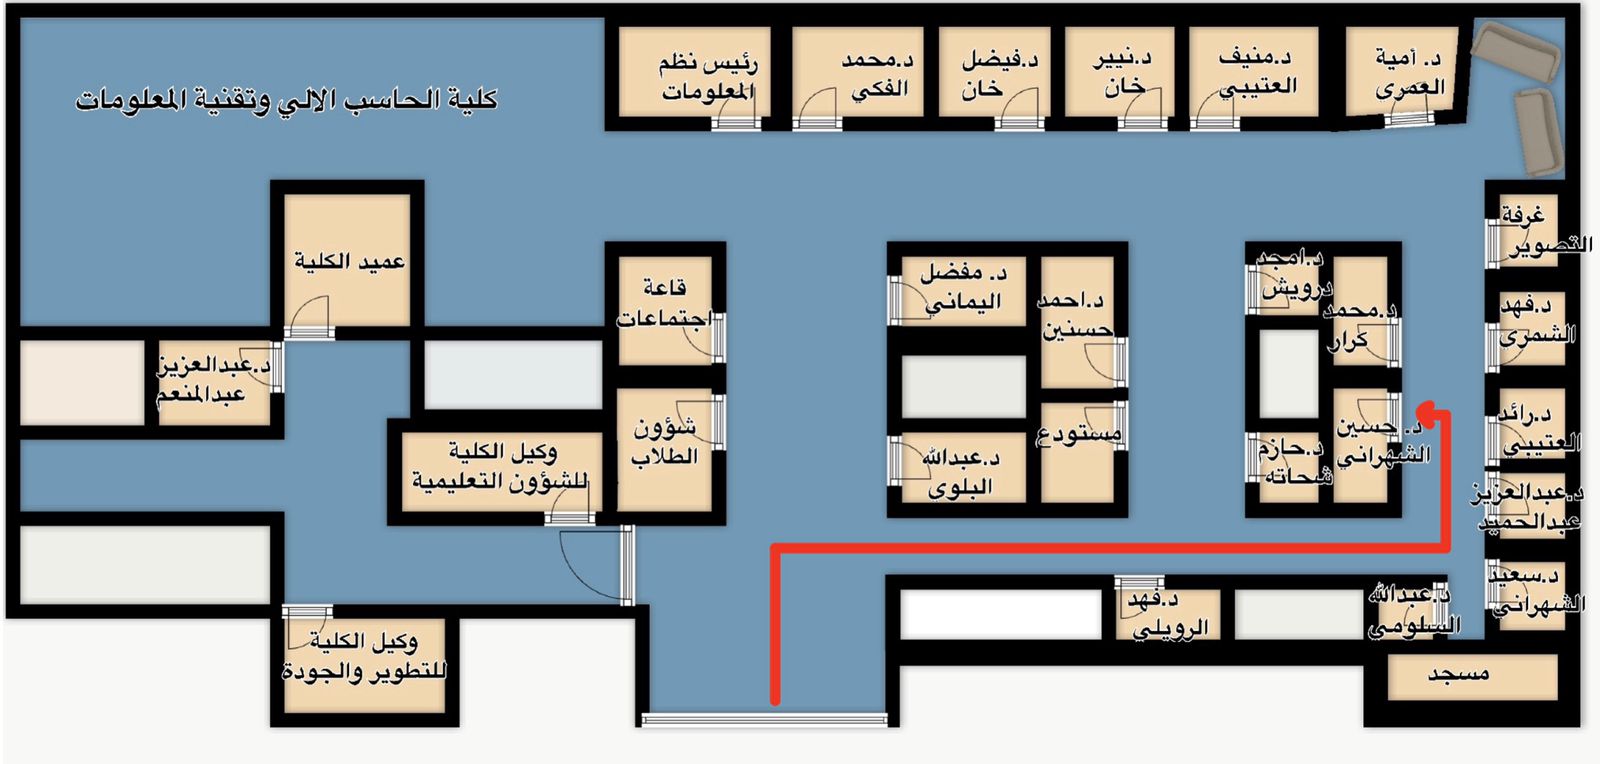 كلية الحاسب الالي وتقنية المعلومات
رئيس نظم
المعلومات
د.محمد
الفكي
د.فيضل
خان
د.نيير
خان
د.منيف
العتيبي
د. أمية
العمري
غرفة
التصوير
عميد الكلية
قاعة
اجتماعات
د. مفضل
اليماني
د.احمد
حسنين
د.امجد
درويش
د.محمد
كرار
د.فهد
الشمري
د.عبدالعزيز
عبدالمنعم
وكيل الكلية
للشؤون التعليمية
شؤون
الطلاب
د.عبدالله
البلوي
مستودع
د.حازم
شحاته
د. حسين
الشهراني
د.رائد
العتيبي
د.عبدالعزيز
عبدالحميد
د.سعيد
الشهراني
د.عبدالله
السلومي
د.فهد
الرويلي
وكيل الكلية
للتطوير والجودة
مسجد